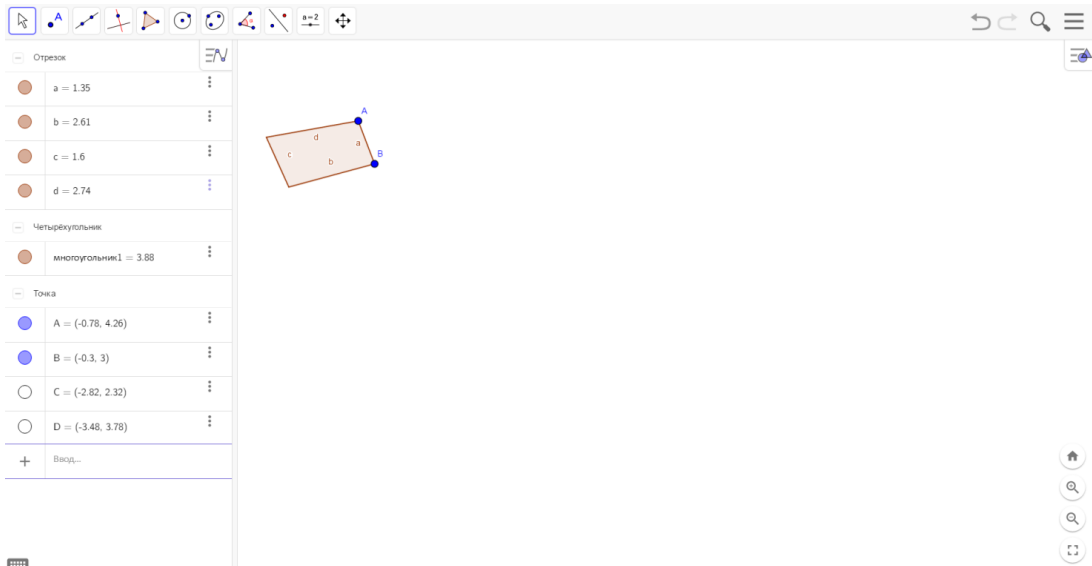 A
a=2
Отрезок
a = 1.35
b = 2.61
c = 1.6
d = 2.74
Четырёхугольник
многоугольник1 = 3.88
Точка
A = (-0.78, 4.26)
B = (-0.3, 3)
C = (-2.82, 2.32)
D = (-3.48, 3.78)
Ввод...
A
d
a
c
B
b